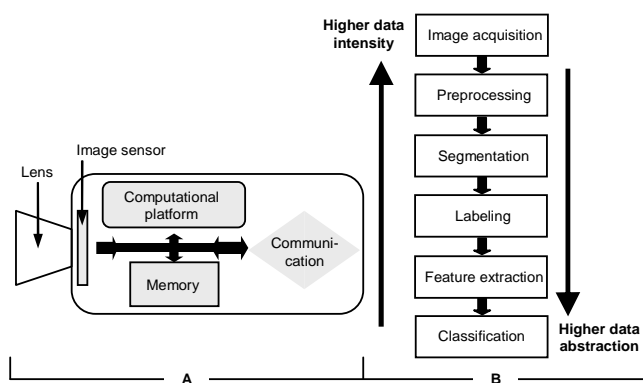 Lens
Image sensor
Computational
platform
Communi-
cation
Memory
A
Higher data
intensity
Image acquisition
Preprocessing
Segmentation
Labeling
Feature extraction
Classification
Higher data
abstraction
B